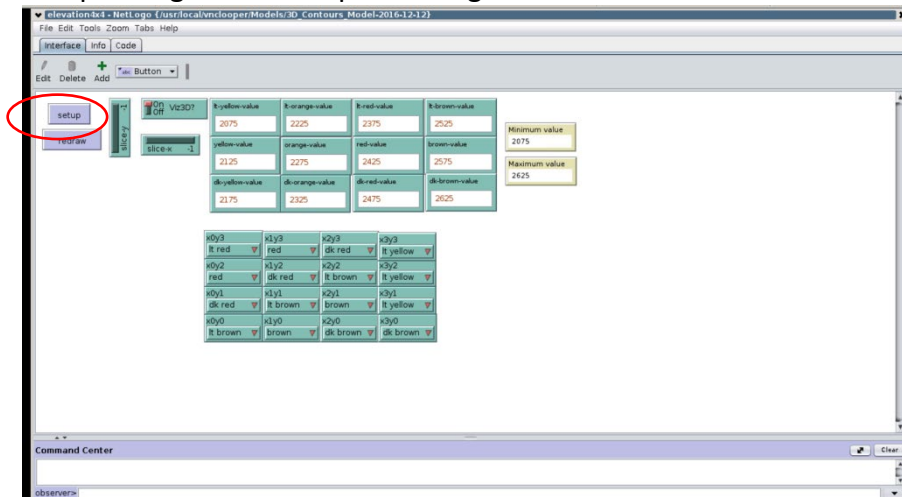 elevation4x4 - NetLogo {/usr/local/vnclooper/Models/3D_Contours_Model-2016-12-12}
File Edit Tools Zoom Tabs Help
Interface Info Code
Edit Delete Add Button
setup
redraw
slice-y -1
On Off Viz3D?
slice-x -1
lt-yellow-value lt-orange-value lt-red-value lt-brown-value
2075 2225 2375 2525
yellow-value orange-value red-value brown-value
2125 2275 2425 2575
dk-yellow-value dk-orange-value dk-red-value dk-brown-value
2175 2325 2475 2625
Minimum value
2075
Maximum value
2625
x0y3 x1y3 x2y3 x3y3
lt red red dk red lt yellow
x0y2 x1y2 x2y2 x3y2
red dk red lt brown lt yellow
x0y1 x1y1 x2y1 x3y1
dk red lt brown brown lt yellow
x0y0 x1y0 x2y0 x3y0
lt brown brown dk brown dk brown
Command Center
Clear
observer>